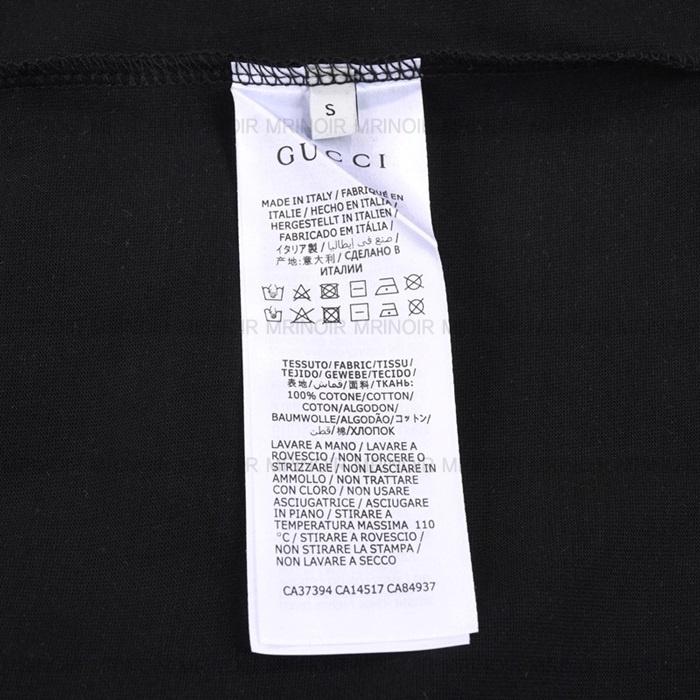 S
GUCCI
MADE IN ITALY / FABRIQUÉ EN
ITALIE / HECHO EN ITALIA /
HERGESTELLT IN ITALIEN /
FABRICADO EM ITÁLIA /
イタリア製 / صنع في إيطاليا /
产地:意大利 / СДЕЛАНО В
ИТАЛИИ
MRINOIR MRINOIR MRINOIR
TESSUTO/FABRIC/TISSU/
TEJIDO/ GEWEBE/TECIDO/
表地/قماش/面料/ТКАНЬ:
100% COTONE/COTTON/
COTON/ALGODON/
BAUMWOLLE/ALGODÃO/コットン/
قطن/棉/ХЛОПОК
LAVARE A MANO / LAVARE A
ROVESCIO / NON TORCERE O
STRIZZARE / NON LASCIARE IN
AMMOLLO / NON TRATTARE
CON CLORO / NON USARE
ASCIUGATRICE / ASCIUGARE
IN PIANO / STIRARE A
TEMPERATURA MASSIMA 110
°C / STIRARE A ROVESCIO /
NON STIRARE LA STAMPA /
NON LAVARE A SECCO
CA37394 CA14517 CA84937